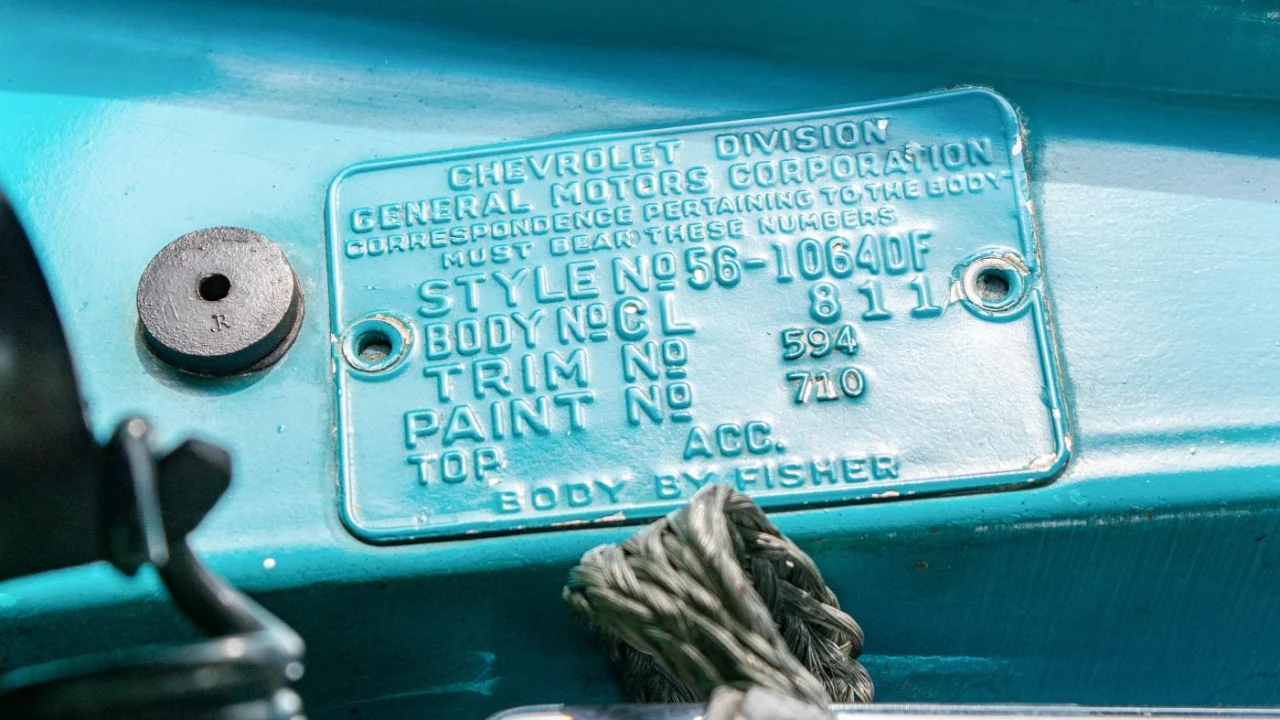 CHEVROLET DIVISION
GENERAL MOTORS CORPORATION
CORRESPONDENCE PERTAINING TO THE BODY
MUST BEAR THESE NUMBERS
STYLE Nº 56-1064DF
BODY Nº CL 811
TRIM Nº 594
PAINT Nº 710
TOP ACC.
BODY BY FISHER
JR